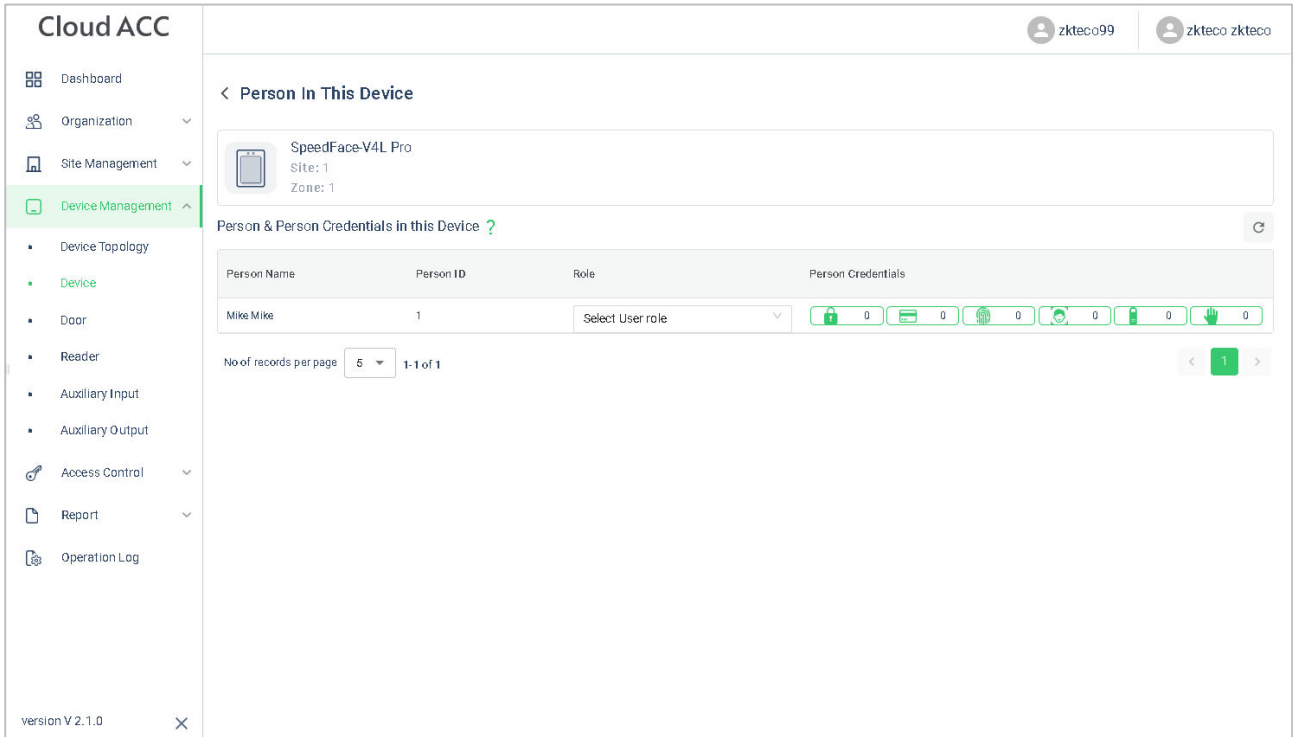 Cloud ACC
zkteco99
zkteco zkteco
Dashboard
Organization
Site Management
Device Management
Device Topology
Device
Door
Reader
Auxiliary Input
Auxiliary Output
Access Control
Report
Operation Log
version V 2.1.0
< Person In This Device
SpeedFace-V4L Pro
Site: 1
Zone: 1
Person & Person Credentials in this Device ?
Person Name Person ID Role Person Credentials
Mike Mike 1 Select User role 0 0 0 0 0 0
No of records per page 5 1-1 of 1 < 1 >